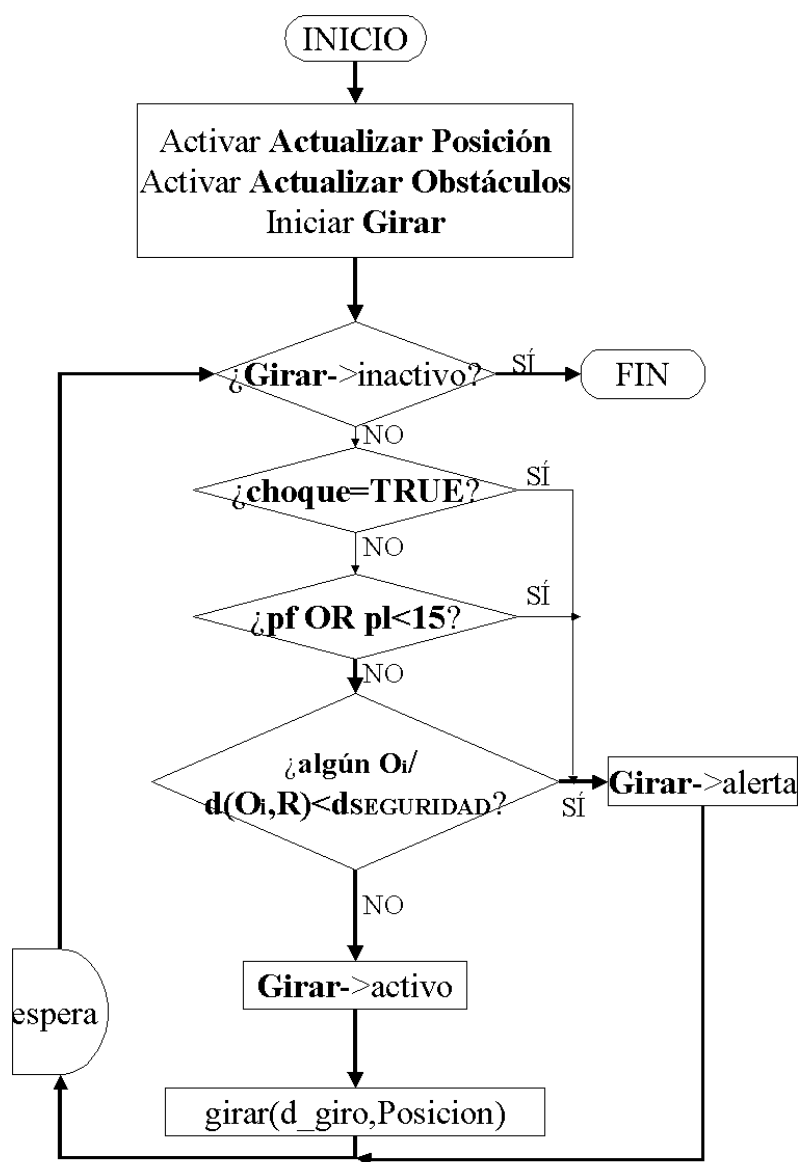 INICIO
Activar Actualizar Posición
Activar Actualizar Obstáculos
Iniciar Girar
¿Girar->inactivo?
SÍ
FIN
NO
¿choque=TRUE?
SÍ
NO
¿pf OR pl<15?
SÍ
NO
¿algún Oi/
d(Oi,R)<dSEGURIDAD?
SÍ
Girar->alerta
NO
Girar->activo
espera
girar(d_giro,Posicion)